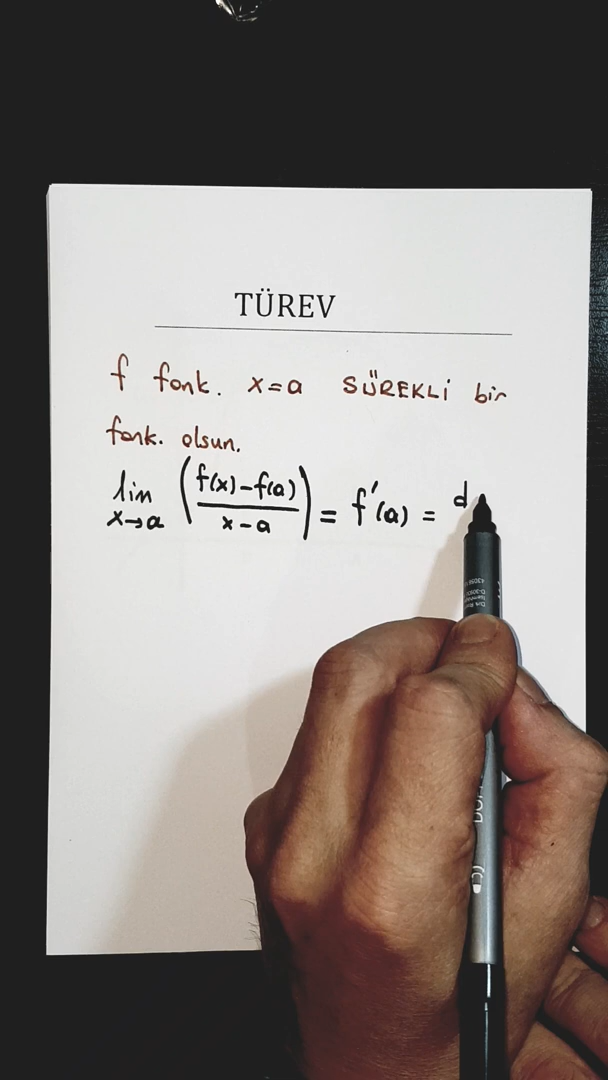 TÜREV
f fonk. x=a SÜREKLİ bir
fonk. olsun.
lim x→a ( f(x)-f(a) / x-a ) = f'(a) = d